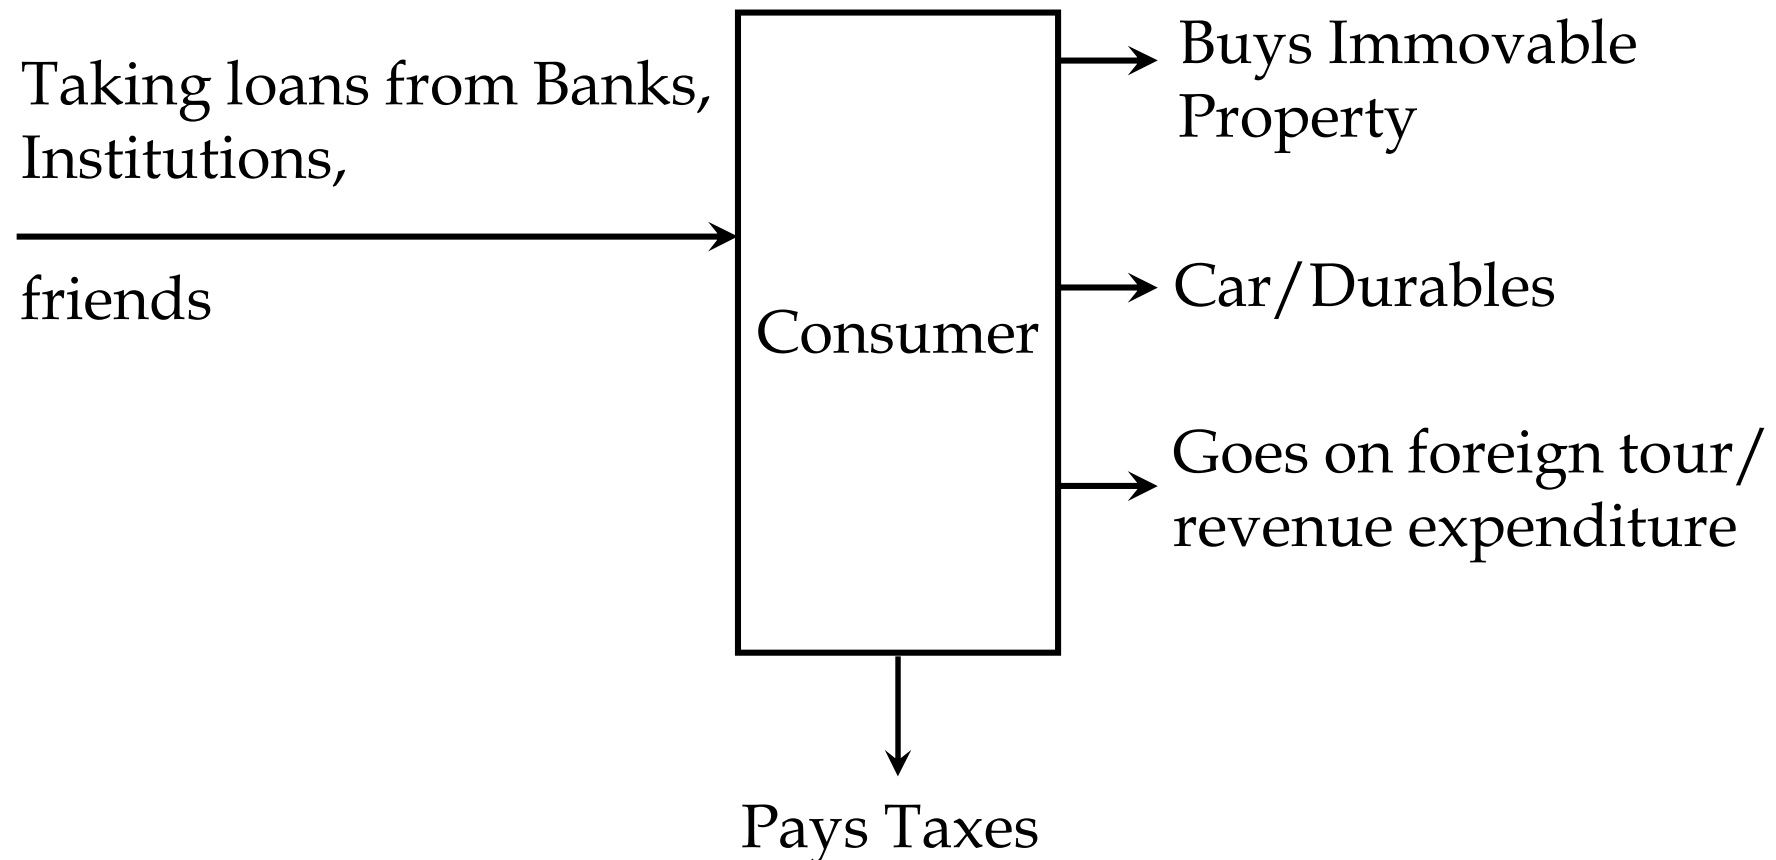 Taking loans from Banks,
Institutions,
friends
Consumer
Buys Immovable
Property
Car/Durables
Goes on foreign tour/
revenue expenditure
Pays Taxes